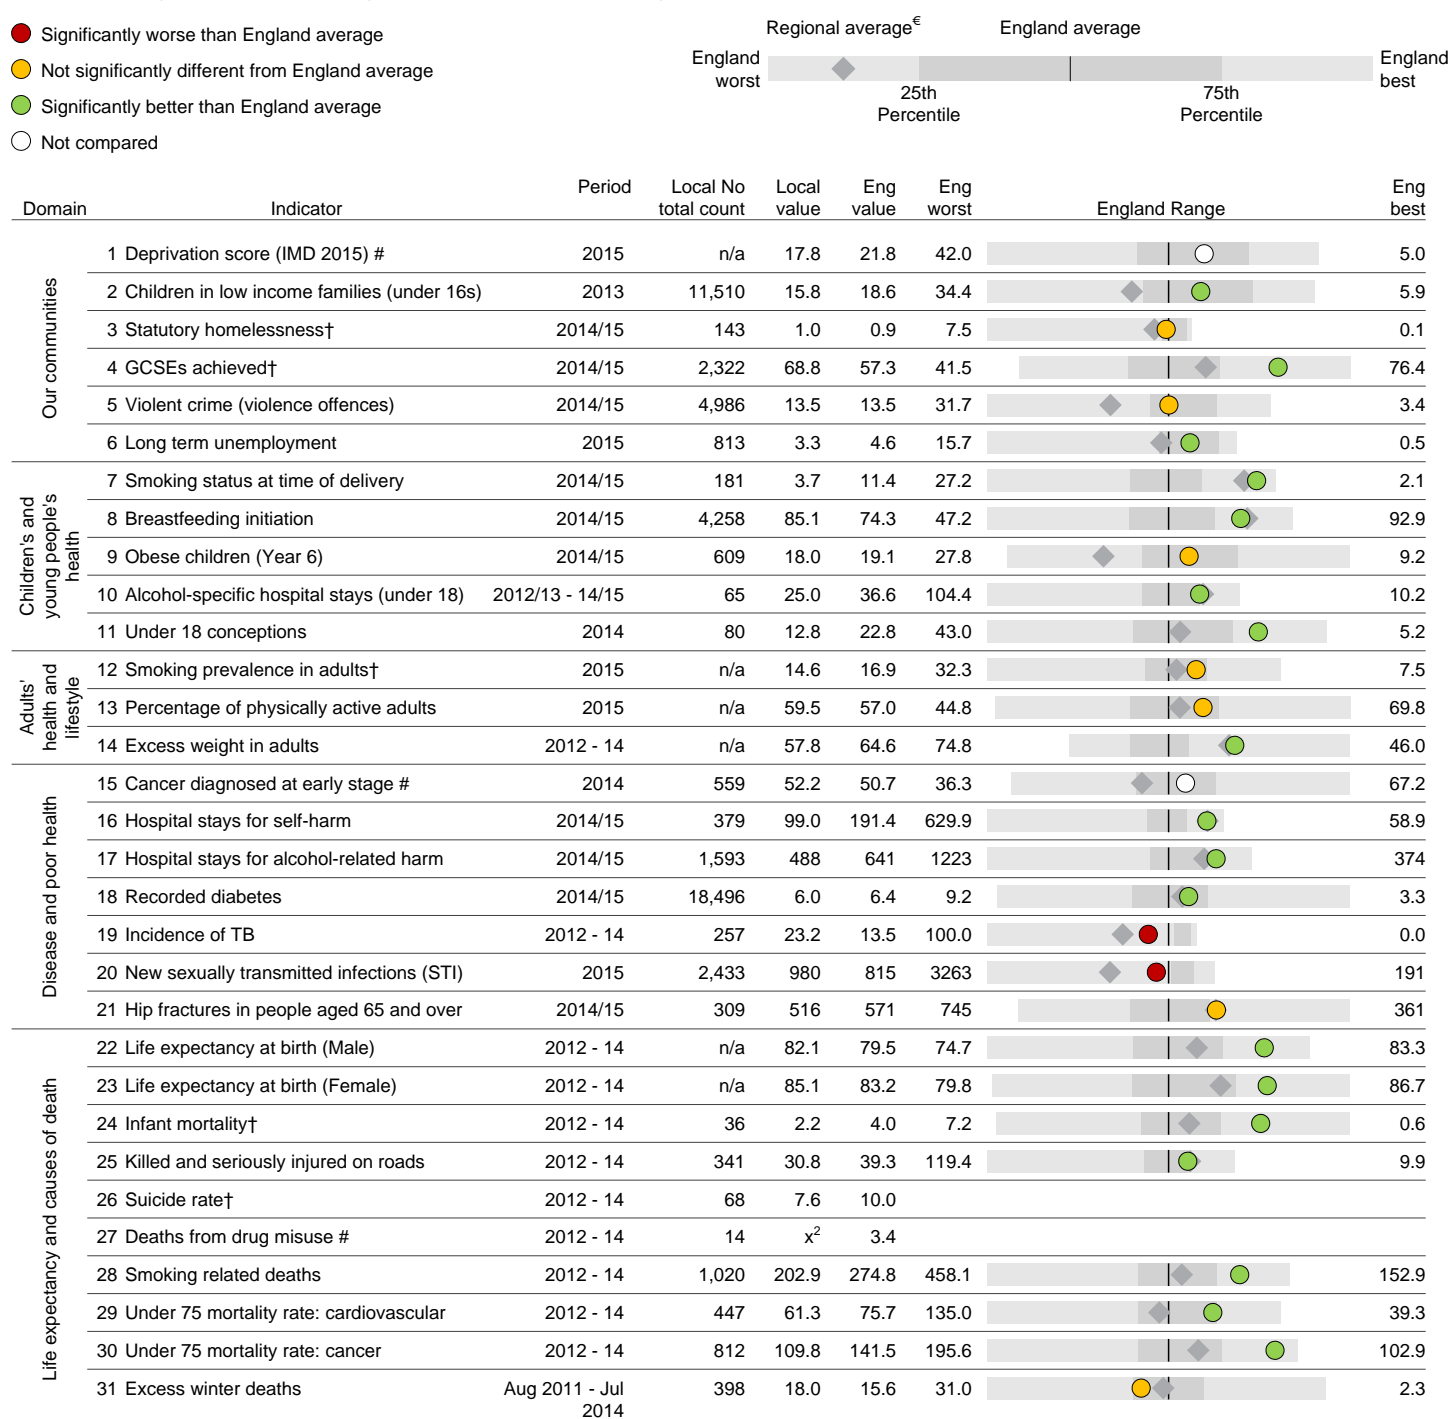 Significantly worse than England average
Not significantly different from England average
Significantly better than England average
Not compared
Regional average€ England average
England worst England best
25th Percentile 75th Percentile
Domain Indicator Period Local No total count Local value Eng value Eng worst England Range Eng best
Our communities
1 Deprivation score (IMD 2015) # 2015 n/a 17.8 21.8 42.0 5.0
2 Children in low income families (under 16s) 2013 11,510 15.8 18.6 34.4 5.9
3 Statutory homelessness† 2014/15 143 1.0 0.9 7.5 0.1
4 GCSEs achieved† 2014/15 2,322 68.8 57.3 41.5 76.4
5 Violent crime (violence offences) 2014/15 4,986 13.5 13.5 31.7 3.4
6 Long term unemployment 2015 813 3.3 4.6 15.7 0.5
Children's and young people's health
7 Smoking status at time of delivery 2014/15 181 3.7 11.4 27.2 2.1
8 Breastfeeding initiation 2014/15 4,258 85.1 74.3 47.2 92.9
9 Obese children (Year 6) 2014/15 609 18.0 19.1 27.8 9.2
10 Alcohol-specific hospital stays (under 18) 2012/13 - 14/15 65 25.0 36.6 104.4 10.2
11 Under 18 conceptions 2014 80 12.8 22.8 43.0 5.2
Adults' health and lifestyle
12 Smoking prevalence in adults† 2015 n/a 14.6 16.9 32.3 7.5
13 Percentage of physically active adults 2015 n/a 59.5 57.0 44.8 69.8
14 Excess weight in adults 2012 - 14 n/a 57.8 64.6 74.8 46.0
Disease and poor health
15 Cancer diagnosed at early stage # 2014 559 52.2 50.7 36.3 67.2
16 Hospital stays for self-harm 2014/15 379 99.0 191.4 629.9 58.9
17 Hospital stays for alcohol-related harm 2014/15 1,593 488 641 1223 374
18 Recorded diabetes 2014/15 18,496 6.0 6.4 9.2 3.3
19 Incidence of TB 2012 - 14 257 23.2 13.5 100.0 0.0
20 New sexually transmitted infections (STI) 2015 2,433 980 815 3263 191
21 Hip fractures in people aged 65 and over 2014/15 309 516 571 745 361
Life expectancy and causes of death
22 Life expectancy at birth (Male) 2012 - 14 n/a 82.1 79.5 74.7 83.3
23 Life expectancy at birth (Female) 2012 - 14 n/a 85.1 83.2 79.8 86.7
24 Infant mortality† 2012 - 14 36 2.2 4.0 7.2 0.6
25 Killed and seriously injured on roads 2012 - 14 341 30.8 39.3 119.4 9.9
26 Suicide rate† 2012 - 14 68 7.6 10.0
27 Deaths from drug misuse # 2012 - 14 14 x² 3.4
28 Smoking related deaths 2012 - 14 1,020 202.9 274.8 458.1 152.9
29 Under 75 mortality rate: cardiovascular 2012 - 14 447 61.3 75.7 135.0 39.3
30 Under 75 mortality rate: cancer 2012 - 14 812 109.8 141.5 195.6 102.9
31 Excess winter deaths Aug 2011 - Jul 2014 398 18.0 15.6 31.0 2.3